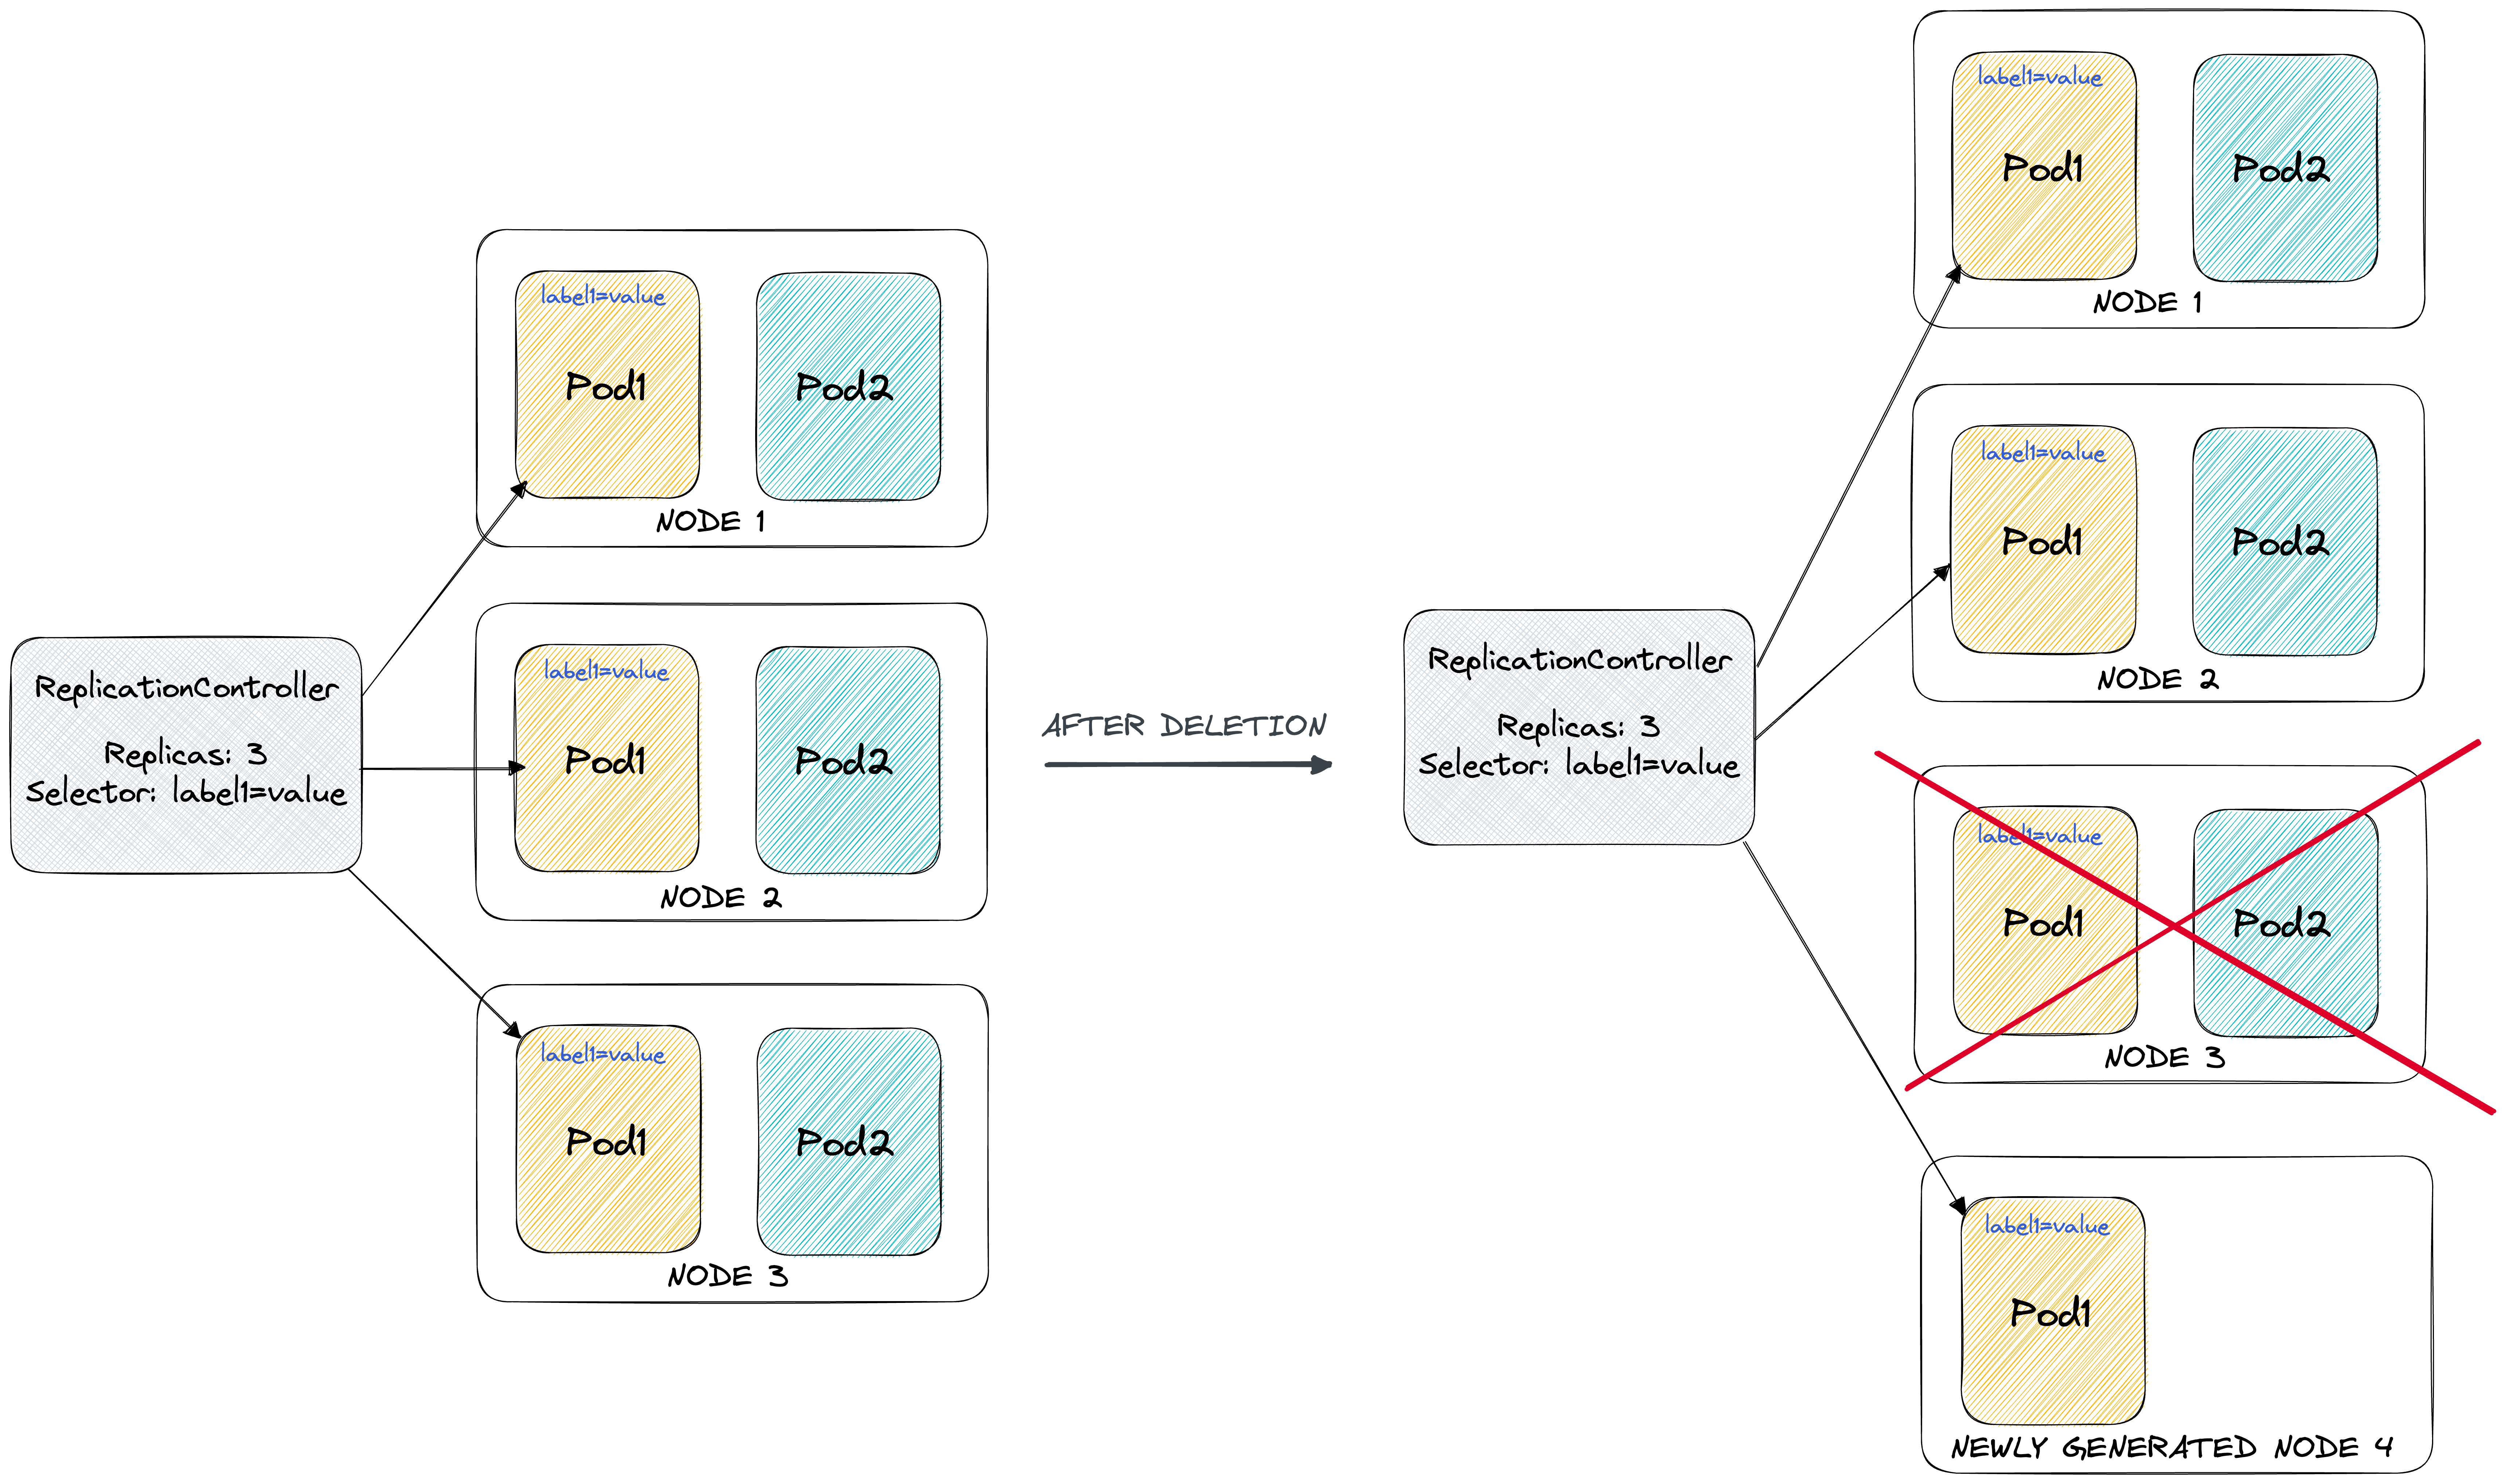 label1=value
Pod1
Pod2
NODE 1
ReplicationController
Replicas: 3
Selector: label1=value
label1=value
Pod1
Pod2
NODE 2
label1=value
Pod1
Pod2
NODE 3
AFTER DELETION
ReplicationController
Replicas: 3
Selector: label1=value
label1=value
Pod1
Pod2
NODE 1
label1=value
Pod1
Pod2
NODE 2
label1=value
Pod1
Pod2
NODE 3
label1=value
Pod1
NEWLY GENERATED NODE 4